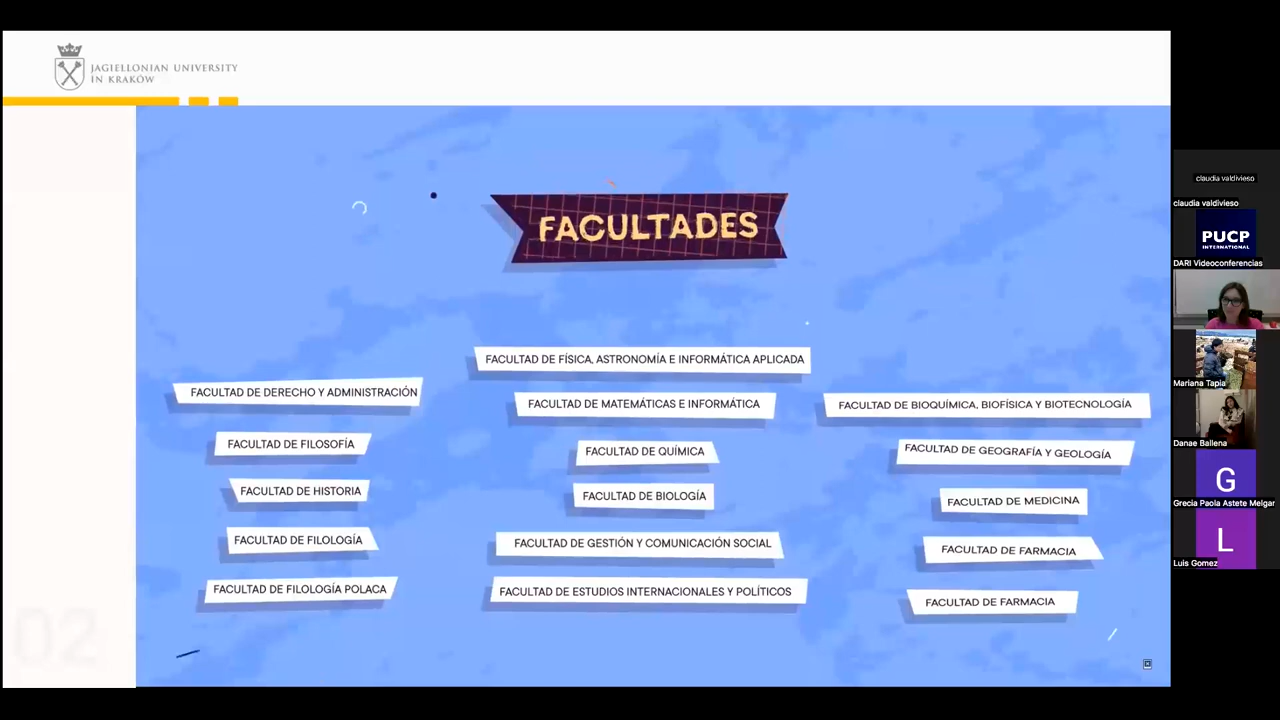 JAGIELLONIAN UNIVERSITY
IN KRAKÓW
FACULTADES
FACULTAD DE DERECHO Y ADMINISTRACIÓN
FACULTAD DE FILOSOFÍA
FACULTAD DE HISTORIA
FACULTAD DE FILOLOGÍA
FACULTAD DE FILOLOGÍA POLACA
FACULTAD DE FÍSICA, ASTRONOMÍA E INFORMÁTICA APLICADA
FACULTAD DE MATEMÁTICAS E INFORMÁTICA
FACULTAD DE QUÍMICA
FACULTAD DE BIOLOGÍA
FACULTAD DE GESTIÓN Y COMUNICACIÓN SOCIAL
FACULTAD DE ESTUDIOS INTERNACIONALES Y POLÍTICOS
FACULTAD DE BIOQUÍMICA, BIOFÍSICA Y BIOTECNOLOGÍA
FACULTAD DE GEOGRAFÍA Y GEOLOGÍA
FACULTAD DE MEDICINA
FACULTAD DE FARMACIA
FACULTAD DE FARMACIA
02
claudia valdivieso
claudia valdivieso
PUCP
INTERNATIONAL
DARI Videoconferencias
Mariana Tapia
Danae Ballena
G
Grecia Paola Astete Melgar
L
Luis Gomez